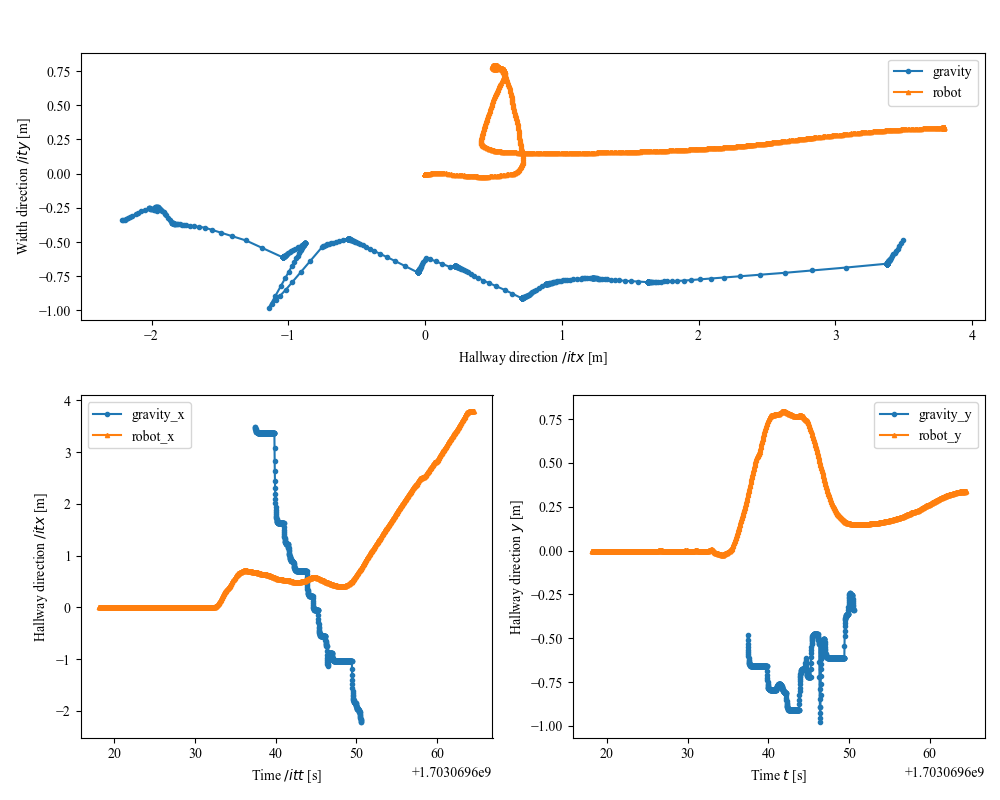 0.75
0.50
0.25
0.00
−0.25
−0.50
−0.75
−1.00
Width direction /ity [m]
gravity
robot
−2
−1
0
1
2
3
4
Hallway direction /itx [m]
4
3
2
1
0
−1
−2
Hallway direction /itx [m]
gravity_x
robot_x
20
30
40
50
60
Time /itt [s]
+1.7030696e9
0.75
0.50
0.25
0.00
−0.25
−0.50
−0.75
−1.00
Hallway direction y [m]
gravity_y
robot_y
20
30
40
50
60
Time t [s]
+1.7030696e9